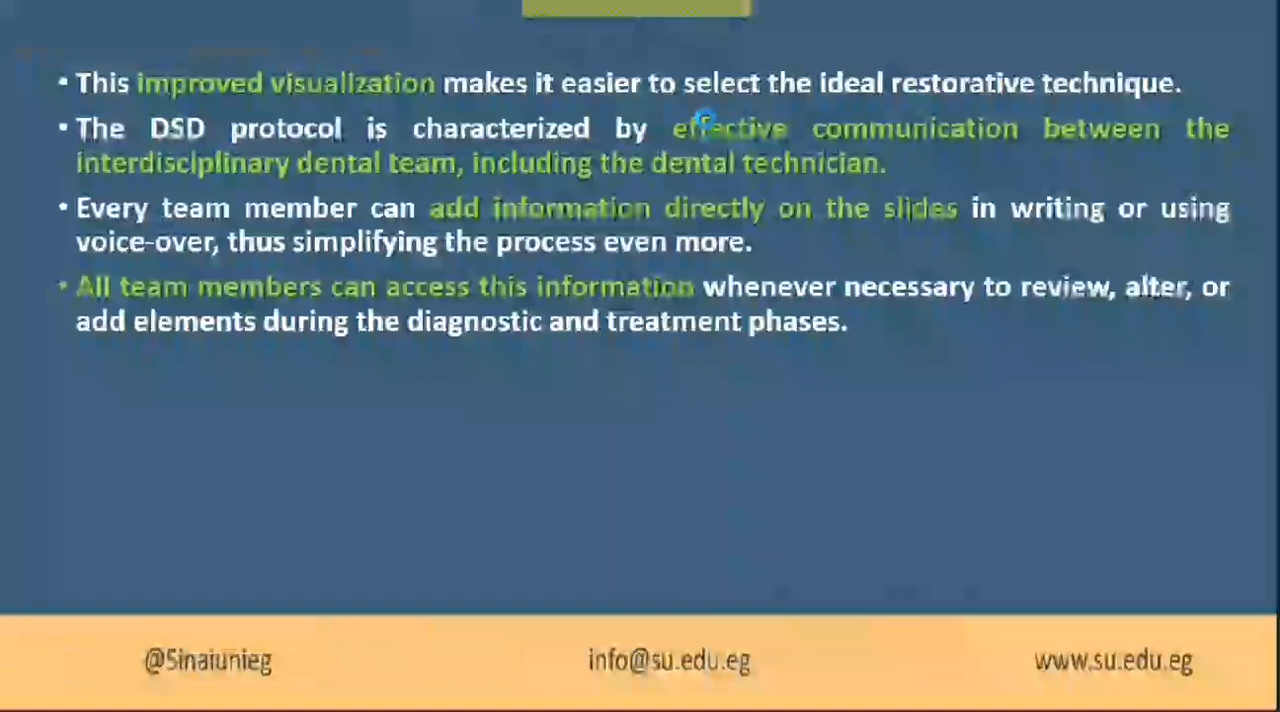 • This improved visualization makes it easier to select the ideal restorative technique.
• The DSD protocol is characterized by effective communication between the
interdisciplinary dental team, including the dental technician.
• Every team member can add information directly on the slides in writing or using
voice-over, thus simplifying the process even more.
• All team members can access this information whenever necessary to review, alter, or
add elements during the diagnostic and treatment phases.
@Sinaiunieg info@su.edu.eg www.su.edu.eg